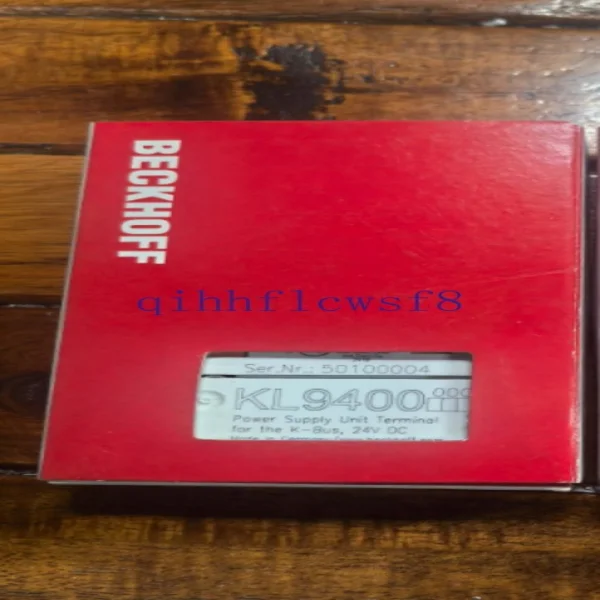 BECKHOFF
qihhflcwsf8
Ser.Nr.: 50100004
KL9400
Power Supply Unit Terminal
for the K-Bus, 24V DC